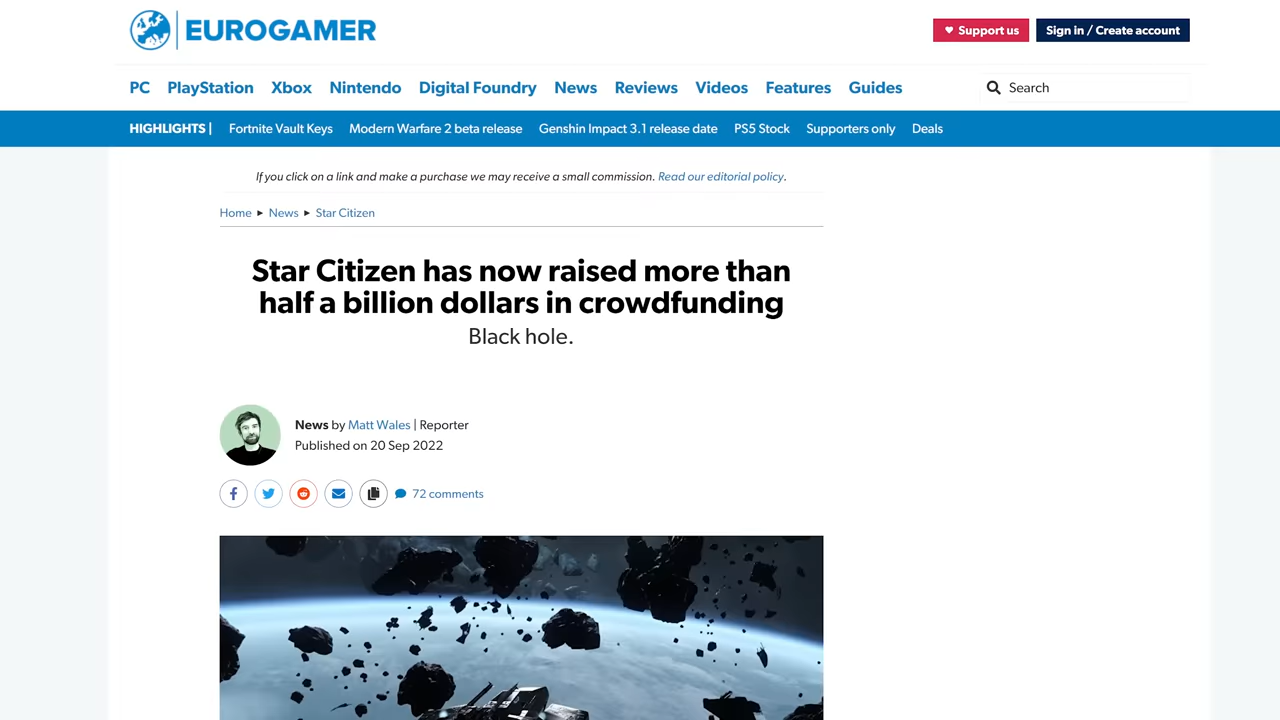 EUROGAMER
Support us
Sign in / Create account
PC PlayStation Xbox Nintendo Digital Foundry News Reviews Videos Features Guides
Search
HIGHLIGHTS | Fortnite Vault Keys Modern Warfare 2 beta release Genshin Impact 3.1 release date PS5 Stock Supporters only Deals
If you click on a link and make a purchase we may receive a small commission. Read our editorial policy.
Home ▸ News ▸ Star Citizen
Star Citizen has now raised more than
half a billion dollars in crowdfunding
Black hole.
News by Matt Wales | Reporter
Published on 20 Sep 2022
72 comments